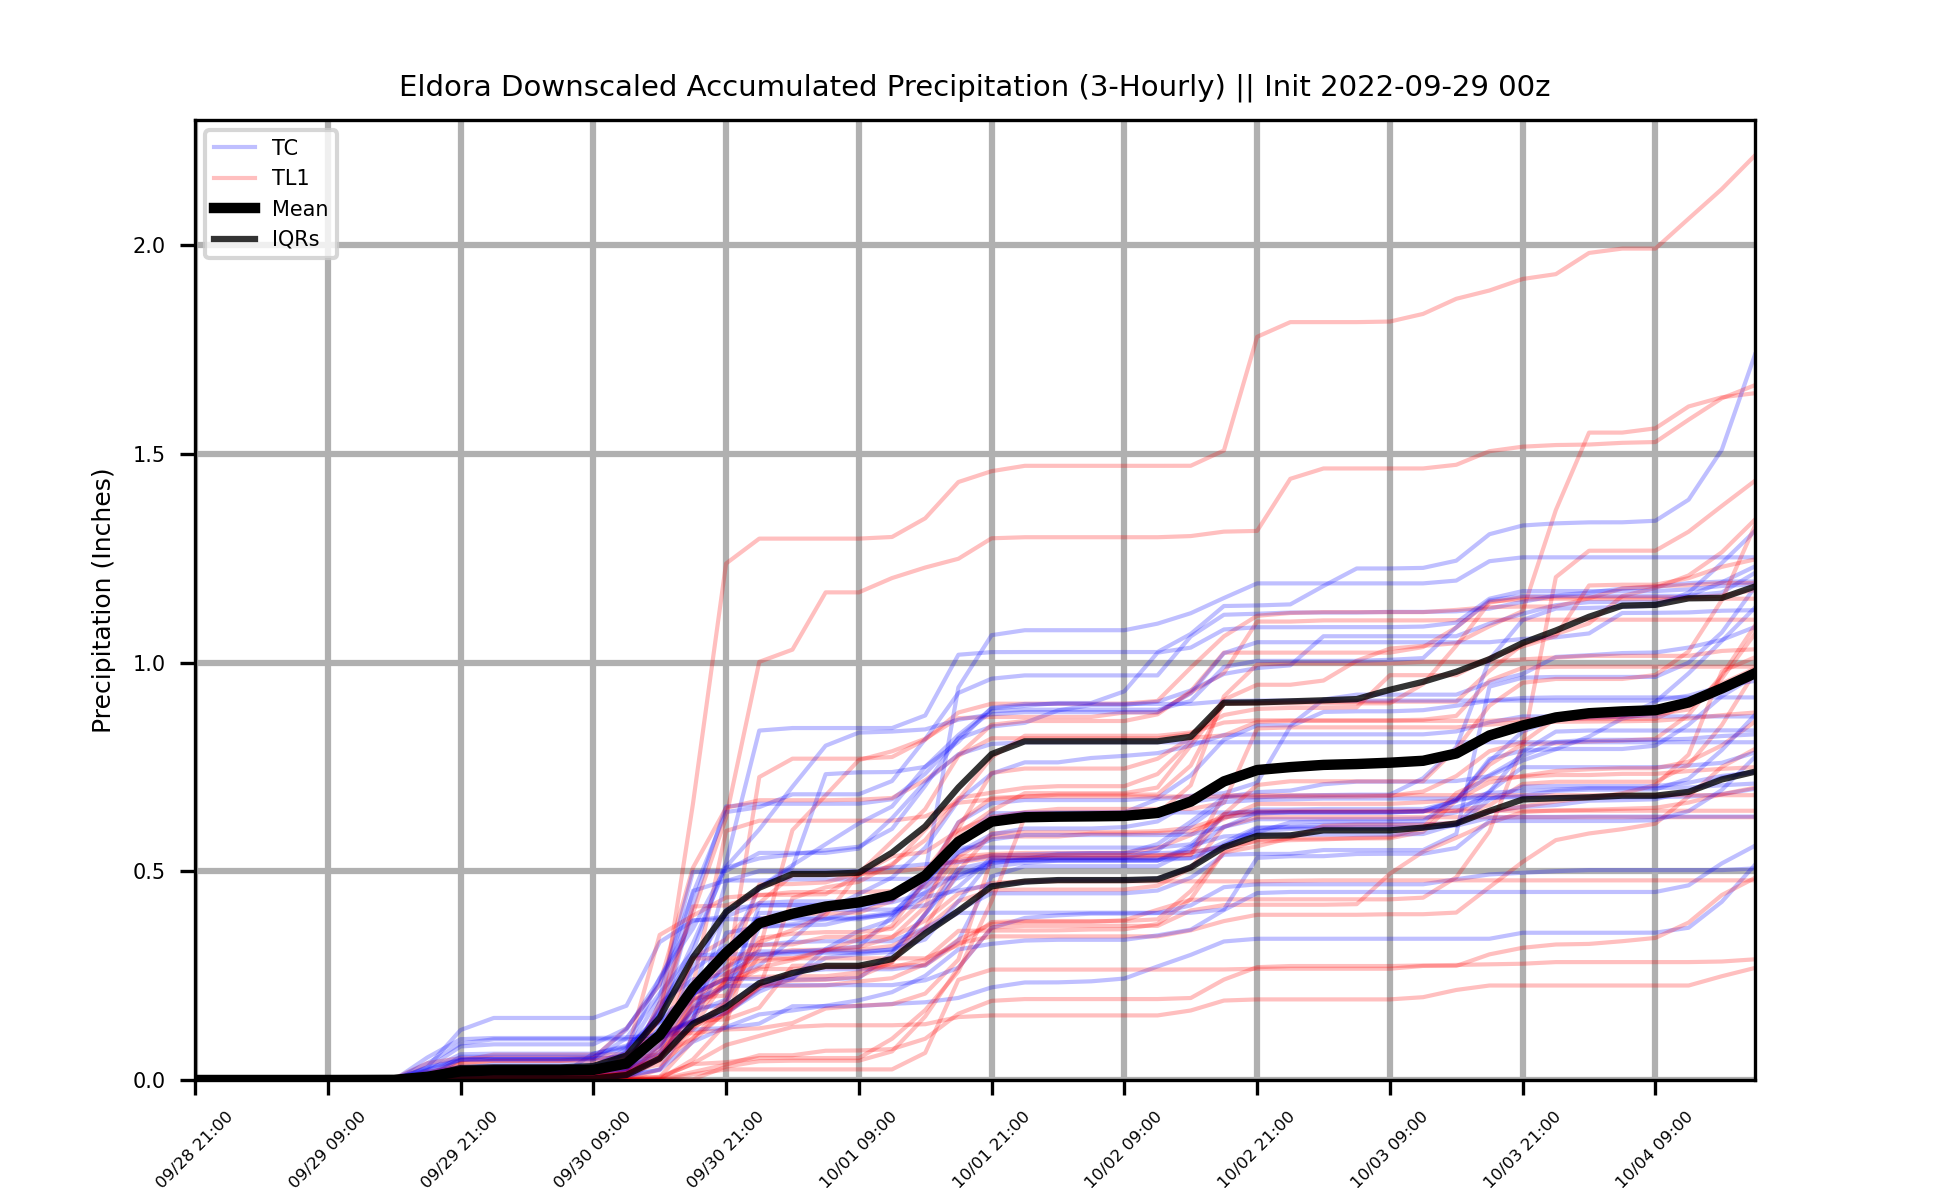 Eldora Downscaled Accumulated Precipitation (3-Hourly) || Init 2022-09-29 00z
TC
TL1
Mean
IQRs
Precipitation (Inches)
2.0
1.5
1.0
0.5
0.0
09/28 21:00
09/29 09:00
09/29 21:00
09/30 09:00
09/30 21:00
10/01 09:00
10/01 21:00
10/02 09:00
10/02 21:00
10/03 09:00
10/03 21:00
10/04 09:00